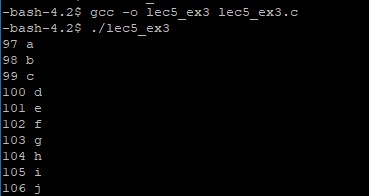 -bash-4.2$ gcc -o lec5_ex3 lec5_ex3.c
-bash-4.2$ ./lec5_ex3
97 a
98 b
99 c
100 d
101 e
102 f
103 g
104 h
105 i
106 j